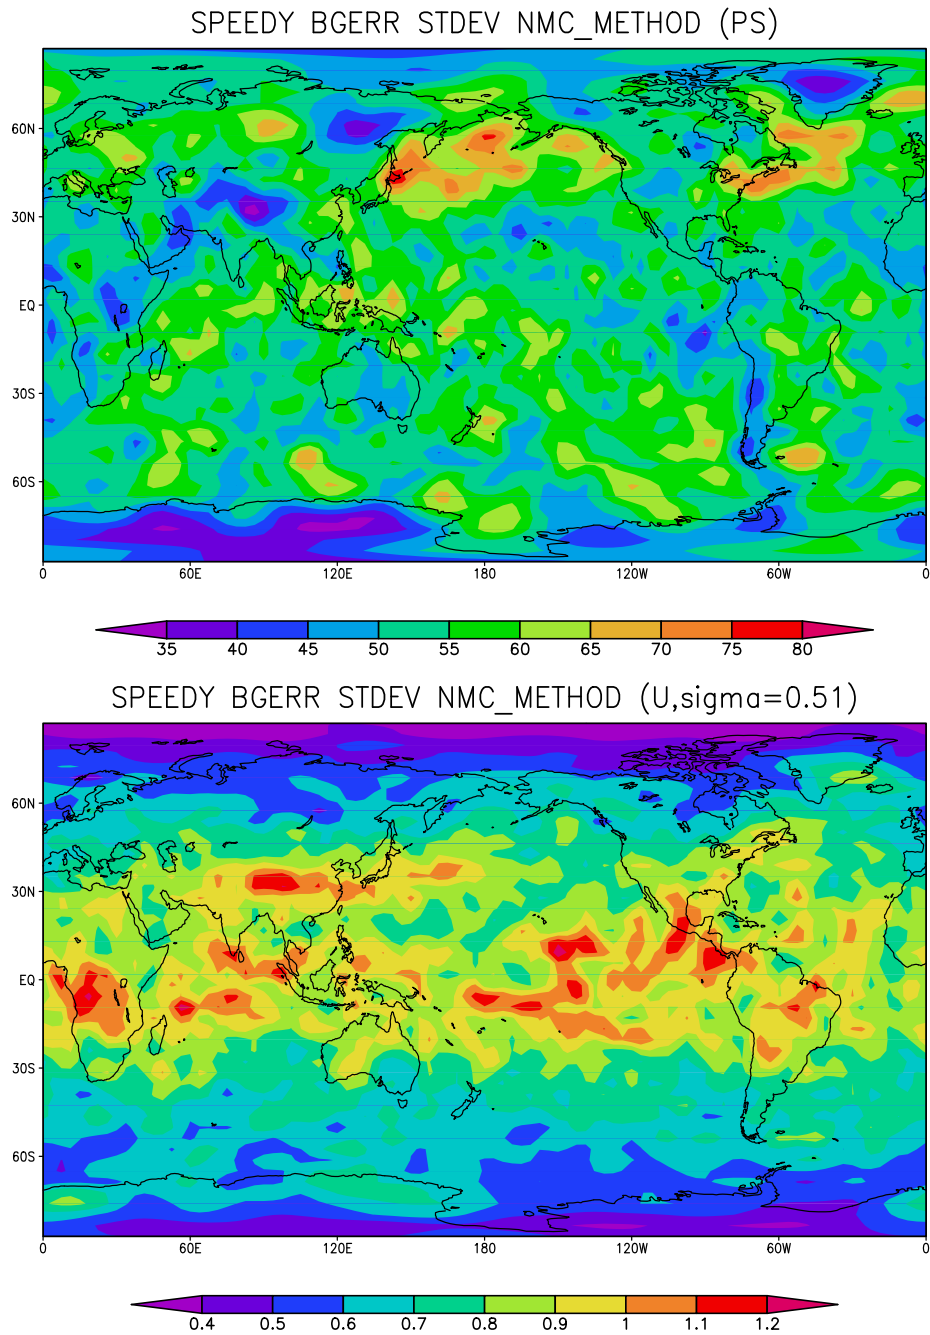 SPEEDY BGERR STDEV NMC_METHOD (PS)
60N
30N
EQ
30S
60S
0 60E 120E 180 120W 60W 0
35 40 45 50 55 60 65 70 75 80
SPEEDY BGERR STDEV NMC_METHOD (U,sigma=0.51)
60N
30N
EQ
30S
60S
0 60E 120E 180 120W 60W 0
0.4 0.5 0.6 0.7 0.8 0.9 1 1.1 1.2